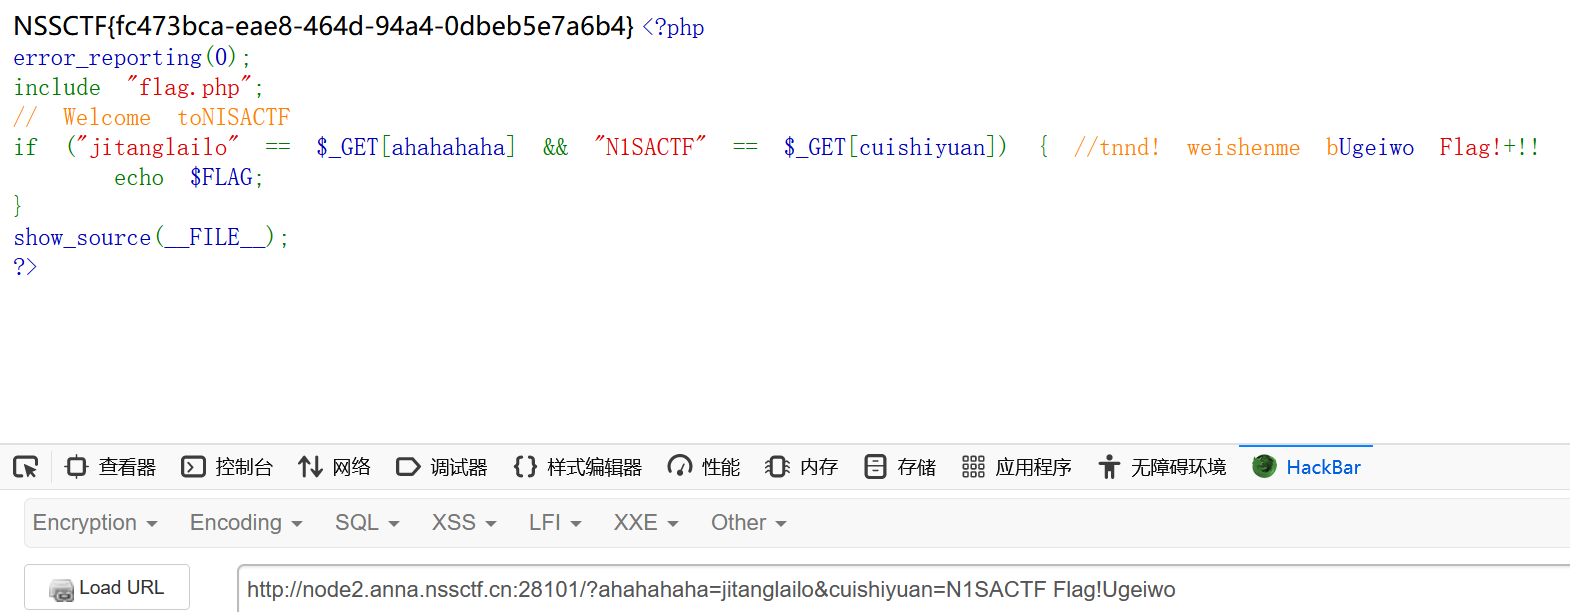 NSSCTF{fc473bca-eae8-464d-94a4-0dbeb5e7a6b4} <?php
error_reporting(0);
include "flag.php";
// Welcome toNISACTF
if ("jitanglailo" == $_GET[ahahahaha] && "N1SACTF" == $_GET[cuishiyuan]) { //tnnd! weishenme bUgeiwo Flag!+!!
echo $FLAG;
}
show_source(__FILE__);
?>
查看器 控制台 网络 调试器 样式编辑器 性能 内存 存储 应用程序 无障碍环境 HackBar
Encryption Encoding SQL XSS LFI XXE Other
Load URL http://node2.anna.nssctf.cn:28101/?ahahahaha=jitanglailo&cuishiyuan=N1SACTF Flag!Ugeiwo